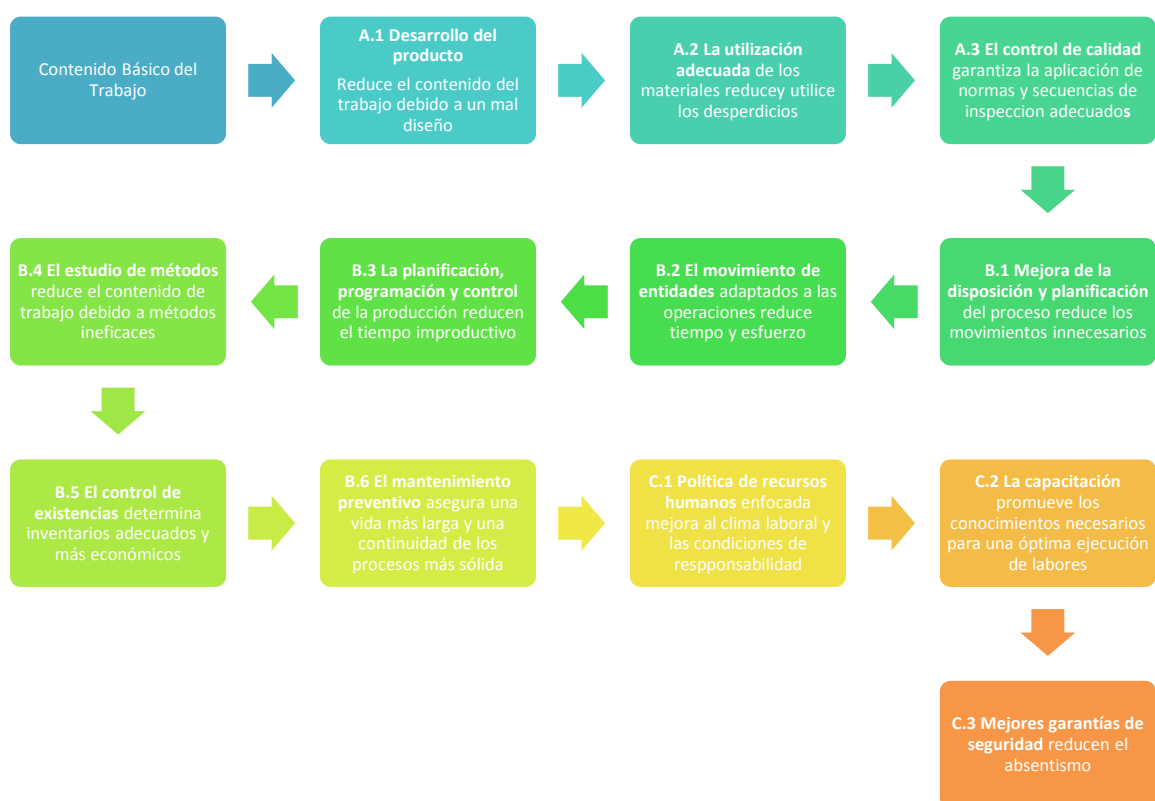 Contenido Básico del
Trabajo
A.1 Desarrollo del
producto
Reduce el contenido del
trabajo debido a un mal
diseño
A.2 La utilización
adecuada de los
materiales reducey utilice
los desperdicios
A.3 El control de calidad
garantiza la aplicación de
normas y secuencias de
inspeccion adecuados
B.1 Mejora de la
disposición y planificación
del proceso reduce los
movimientos innecesarios
B.2 El movimiento de
entidades adaptados a las
operaciones reduce
tiempo y esfuerzo
B.3 La planificación,
programación y control
de la producción reducen
el tiempo improductivo
B.4 El estudio de métodos
reduce el contenido de
trabajo debido a métodos
ineficaces
B.5 El control de
existencias determina
inventarios adecuados y
más económicos
B.6 El mantenimiento
preventivo asegura una
vida más larga y una
continuidad de los
procesos más sólida
C.1 Política de recursos
humanos enfocada
mejora al clima laboral y
las condiciones de
respponsabilidad
C.2 La capacitación
promueve los
conocimientos necesarios
para una óptima ejecución
de labores
C.3 Mejores garantías de
seguridad reducen el
absentismo